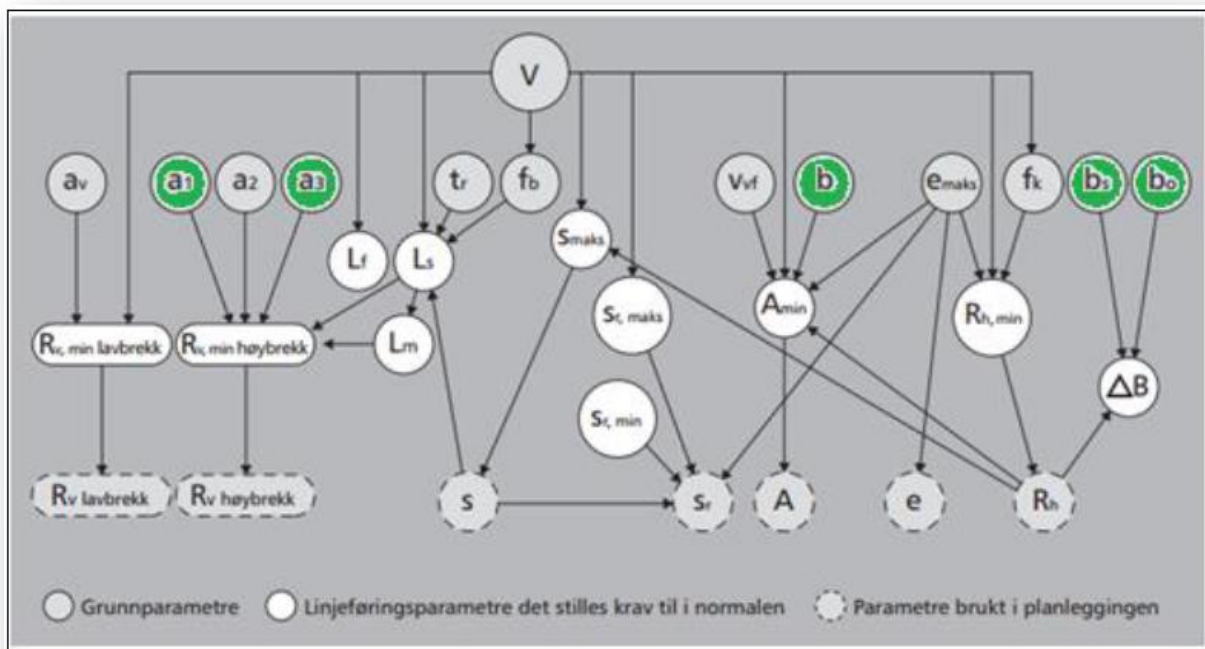 V
av a1 a2 a3 tr fb vvf b emaks fk bs bo
Lf Ls smaks
sf, maks Amin Rh, min
Rv, min lavbrekk Rv, min høybrekk Lm
ΔB
sf, min
Rv lavbrekk Rv høybrekk s sr A e Rh
Grunnparametre Linjeføringsparametre det stilles krav til i normalen Parametre brukt i planleggingen